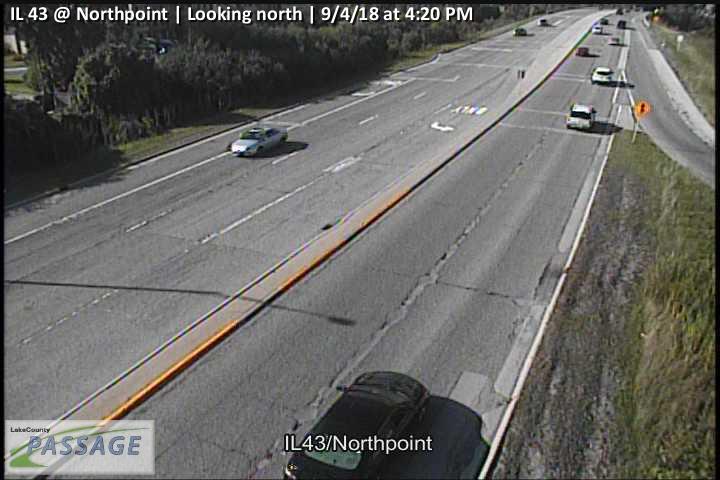 IL 43 @ Northpoint | Looking north | 9/4/18 at 4:20 PM
IL43/Northpoint
LakeCounty
PASSAGE